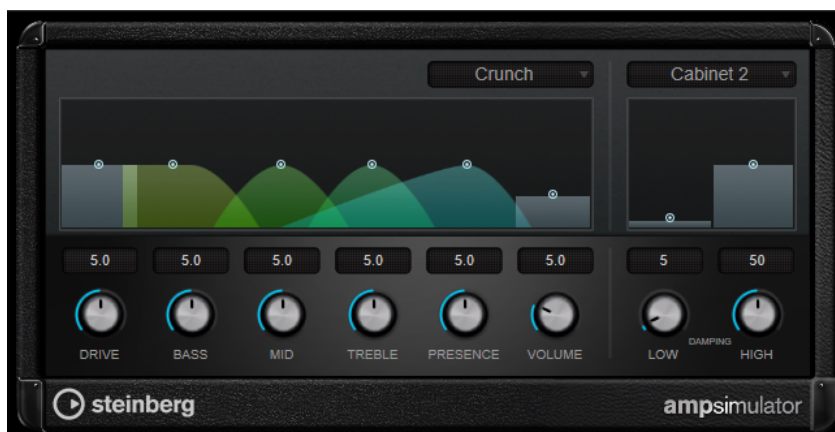 Crunch Cabinet 2
5.0 5.0 5.0 5.0 5.0 5.0 5 50
DRIVE BASS MID TREBLE PRESENCE VOLUME LOW DAMPING HIGH
steinberg ampsimulator